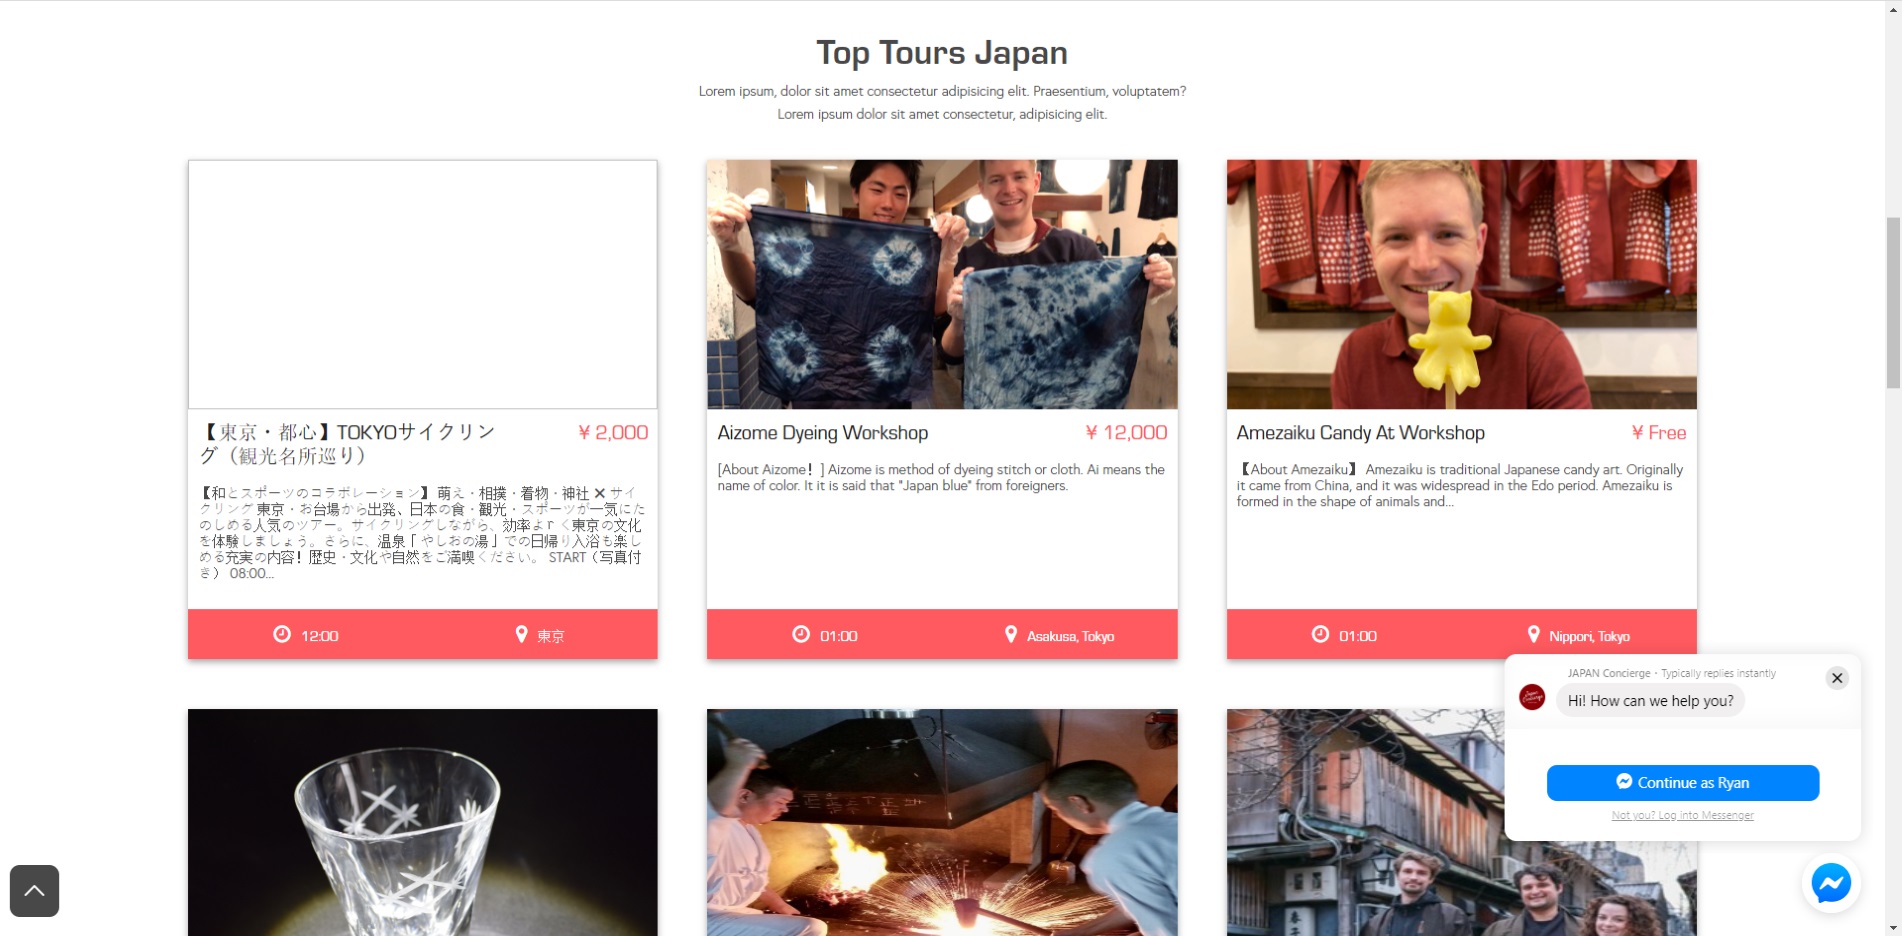 Top Tours Japan
Lorem ipsum, dolor sit amet consectetur adipisicing elit. Praesentium, voluptatem?
Lorem ipsum dolor sit amet consectetur, adipisicing elit.
【東京・都心】TOKYOサイクリン
グ（観光名所巡り）
¥ 2,000
【和とスポーツのコラボレーション】 萌え・相撲・着物・神社 ✕ サイ
クリング 東京・お台場から出発、日本の食・観光・スポーツが一気にた
のしめる人気のツアー。サイクリングしながら、効率よく東京の文化
を体験しましょう。さらに、温泉「やしおの湯」での日帰り入浴も楽し
める充実の内容！歴史・文化や自然をご満喫ください。 START（写真付
き） 08:00...
12:00
東京
Aizome Dyeing Workshop
¥ 12,000
[About Aizome！] Aizome is method of dyeing stitch or cloth. Ai means the
name of color. It it is said that "Japan blue" from foreigners.
01:00
Asakusa, Tokyo
Amezaiku Candy At Workshop
¥ Free
【About Amezaiku】 Amezaiku is traditional Japanese candy art. Originally
it came from China, and it was widespread in the Edo period. Amezaiku is
formed in the shape of animals and...
01:00
Nippori, Tokyo
JAPAN Concierge · Typically replies instantly
Hi! How can we help you?
Continue as Ryan
Not you? Log into Messenger